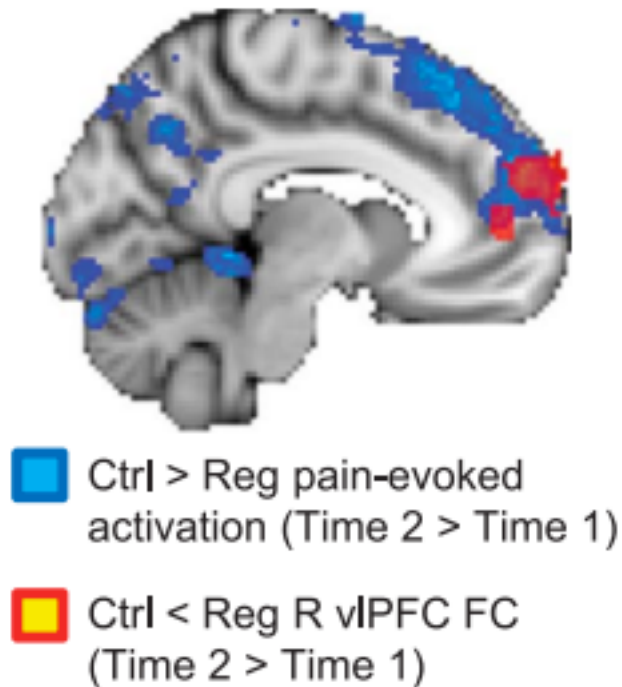 Ctrl > Reg pain-evoked
activation (Time 2 > Time 1)
Ctrl < Reg R vlPFC FC
(Time 2 > Time 1)